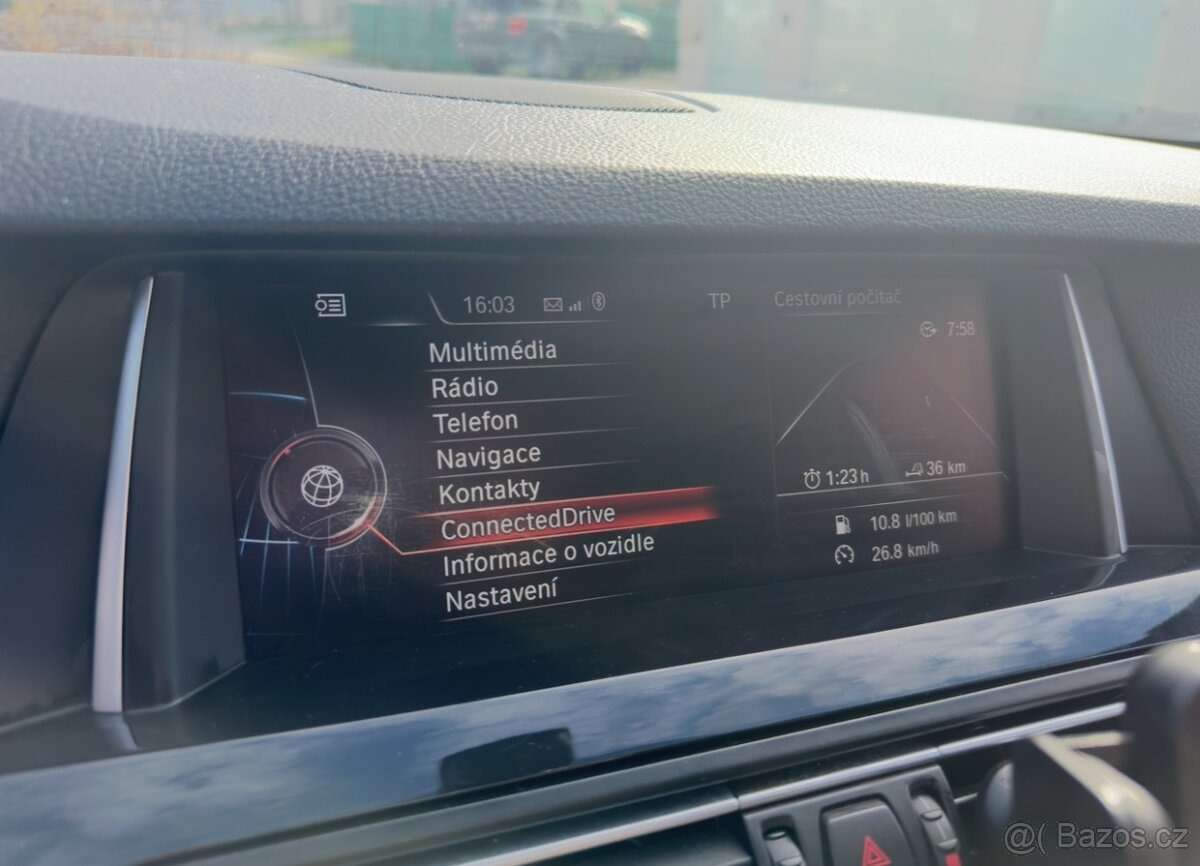 16:03
TP
Cestovní počítač
7:58
Multimédia
Rádio
Telefon
Navigace
Kontakty
ConnectedDrive
Informace o vozidle
Nastavení
1:23h
36 km
10.8 l/100 km
26.8 km/h
@( Bazos.cz